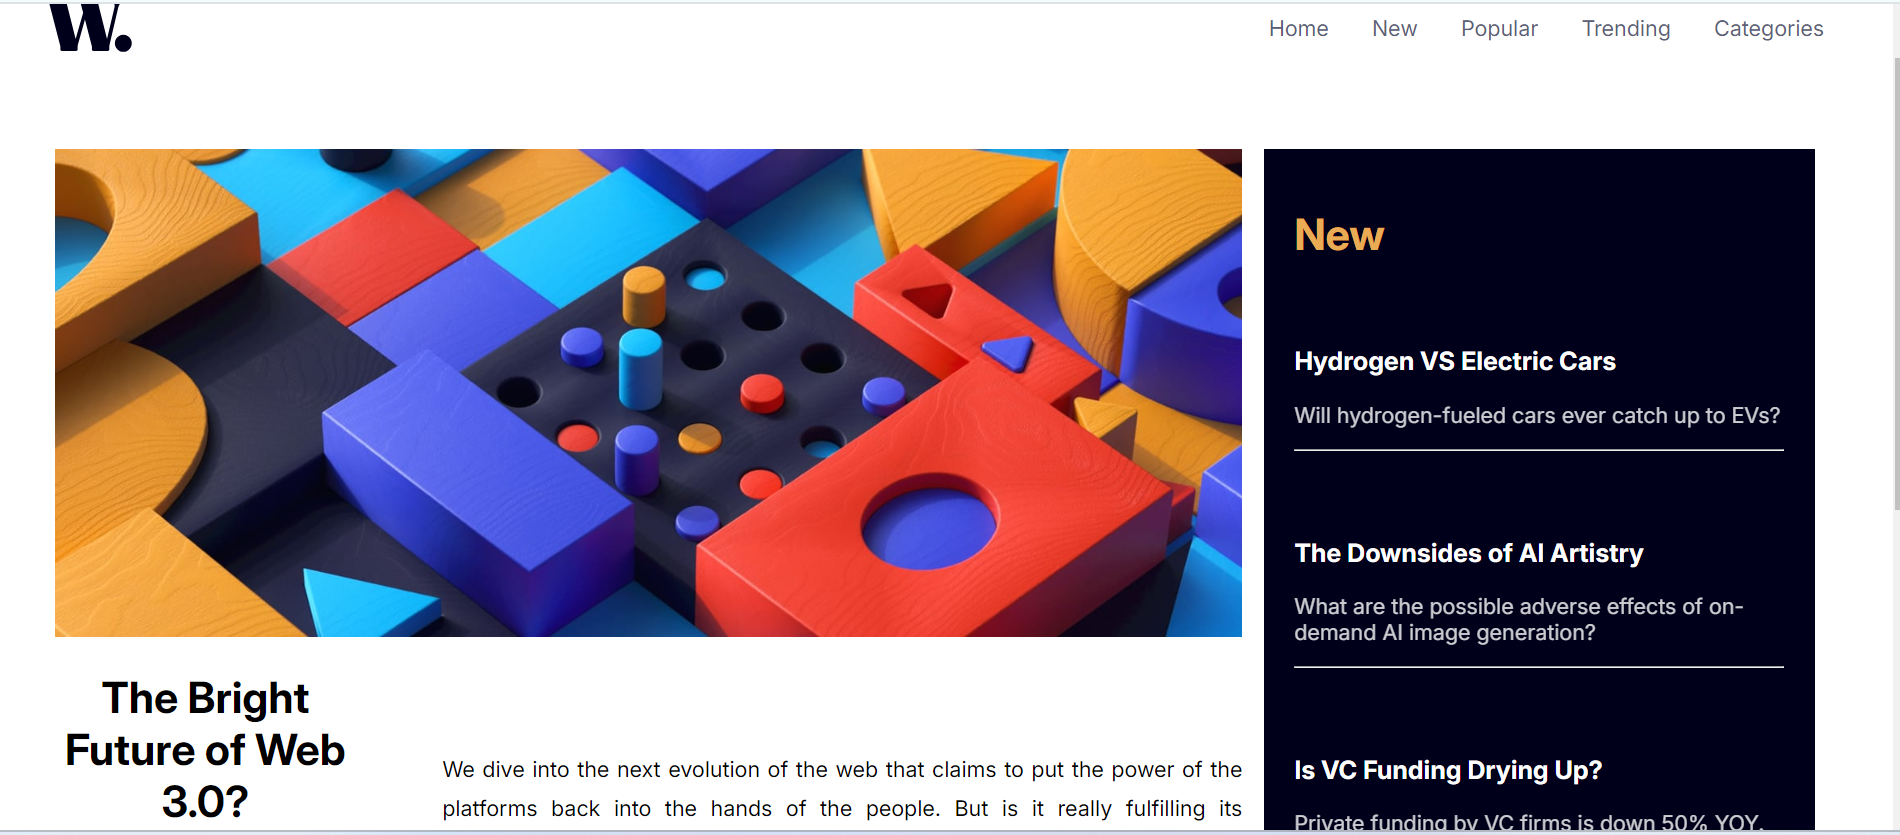 W.
Home New Popular Trending Categories
New
Hydrogen VS Electric Cars
Will hydrogen-fueled cars ever catch up to EVs?
The Downsides of AI Artistry
What are the possible adverse effects of on-
demand AI image generation?
Is VC Funding Drying Up?
Private funding by VC firms is down 50% YOY.
The Bright
Future of Web
3.0?
We dive into the next evolution of the web that claims to put the power of the
platforms back into the hands of the people. But is it really fulfilling its